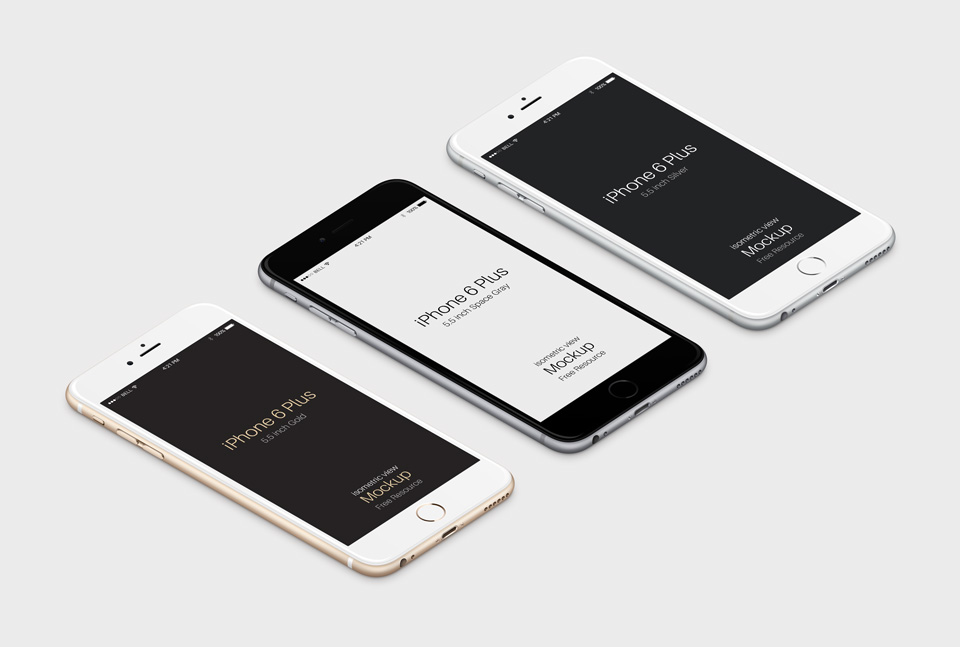 ●●●○○ BELL
4:21 PM
100%
iPhone 6 Plus
5.5 inch Gold
isometric view
Mockup
Free Resource
●●●○○ BELL
4:21 PM
100%
iPhone 6 Plus
5.5 inch Space Gray
isometric view
Mockup
Free Resource
●●●○○ BELL
4:21 PM
100%
iPhone 6 Plus
5.5 inch Silver
isometric view
Mockup
Free Resource